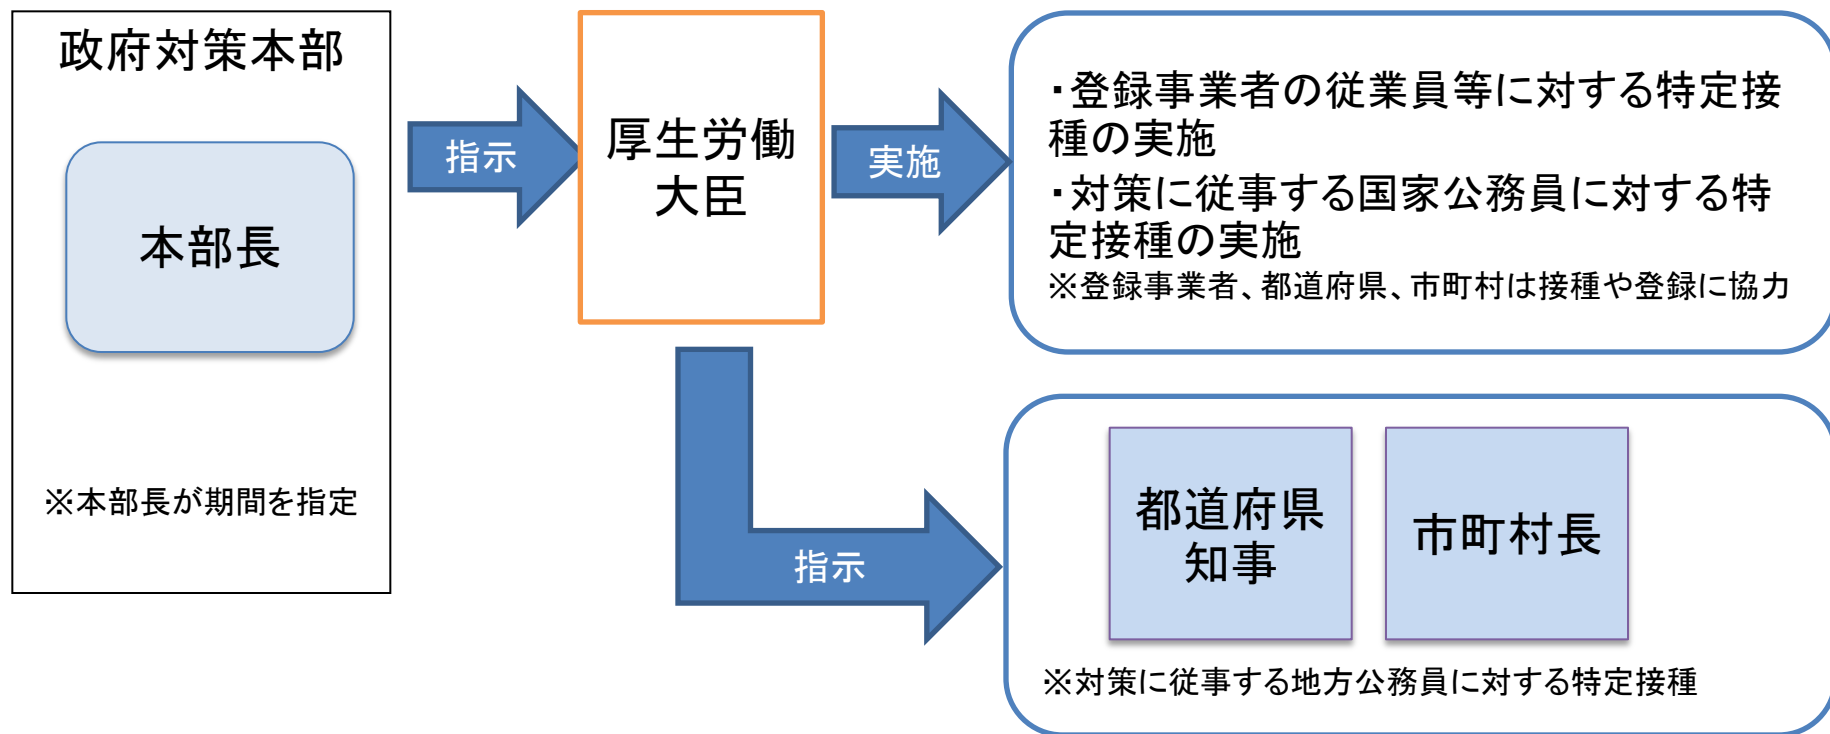 政府対策本部
本部長
※本部長が期間を指定
指示
厚生労働
大臣
実施
・登録事業者の従業員等に対する特定接
種の実施
・対策に従事する国家公務員に対する特
定接種の実施
※登録事業者、都道府県、市町村は接種や登録に協力
指示
都道府県
知事
市町村長
※対策に従事する地方公務員に対する特定接種